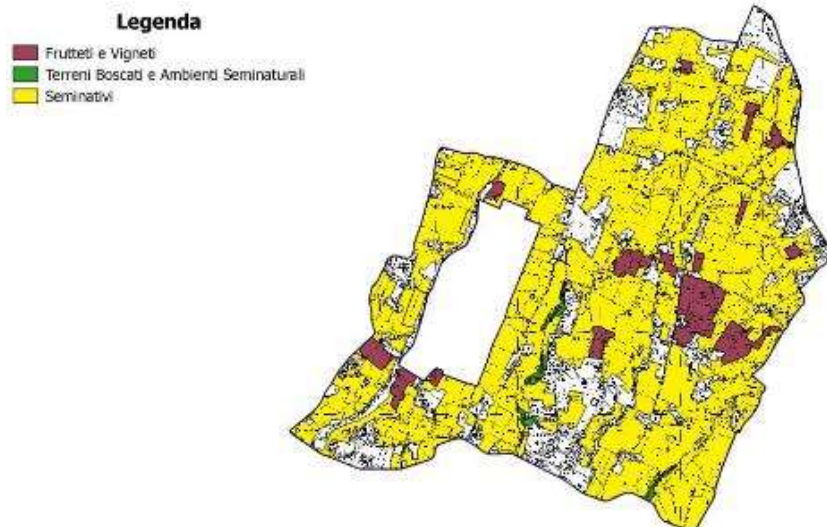 Legenda
Frutteti e Vigneti
Terreni Boscati e Ambienti Seminaturali
Seminativi